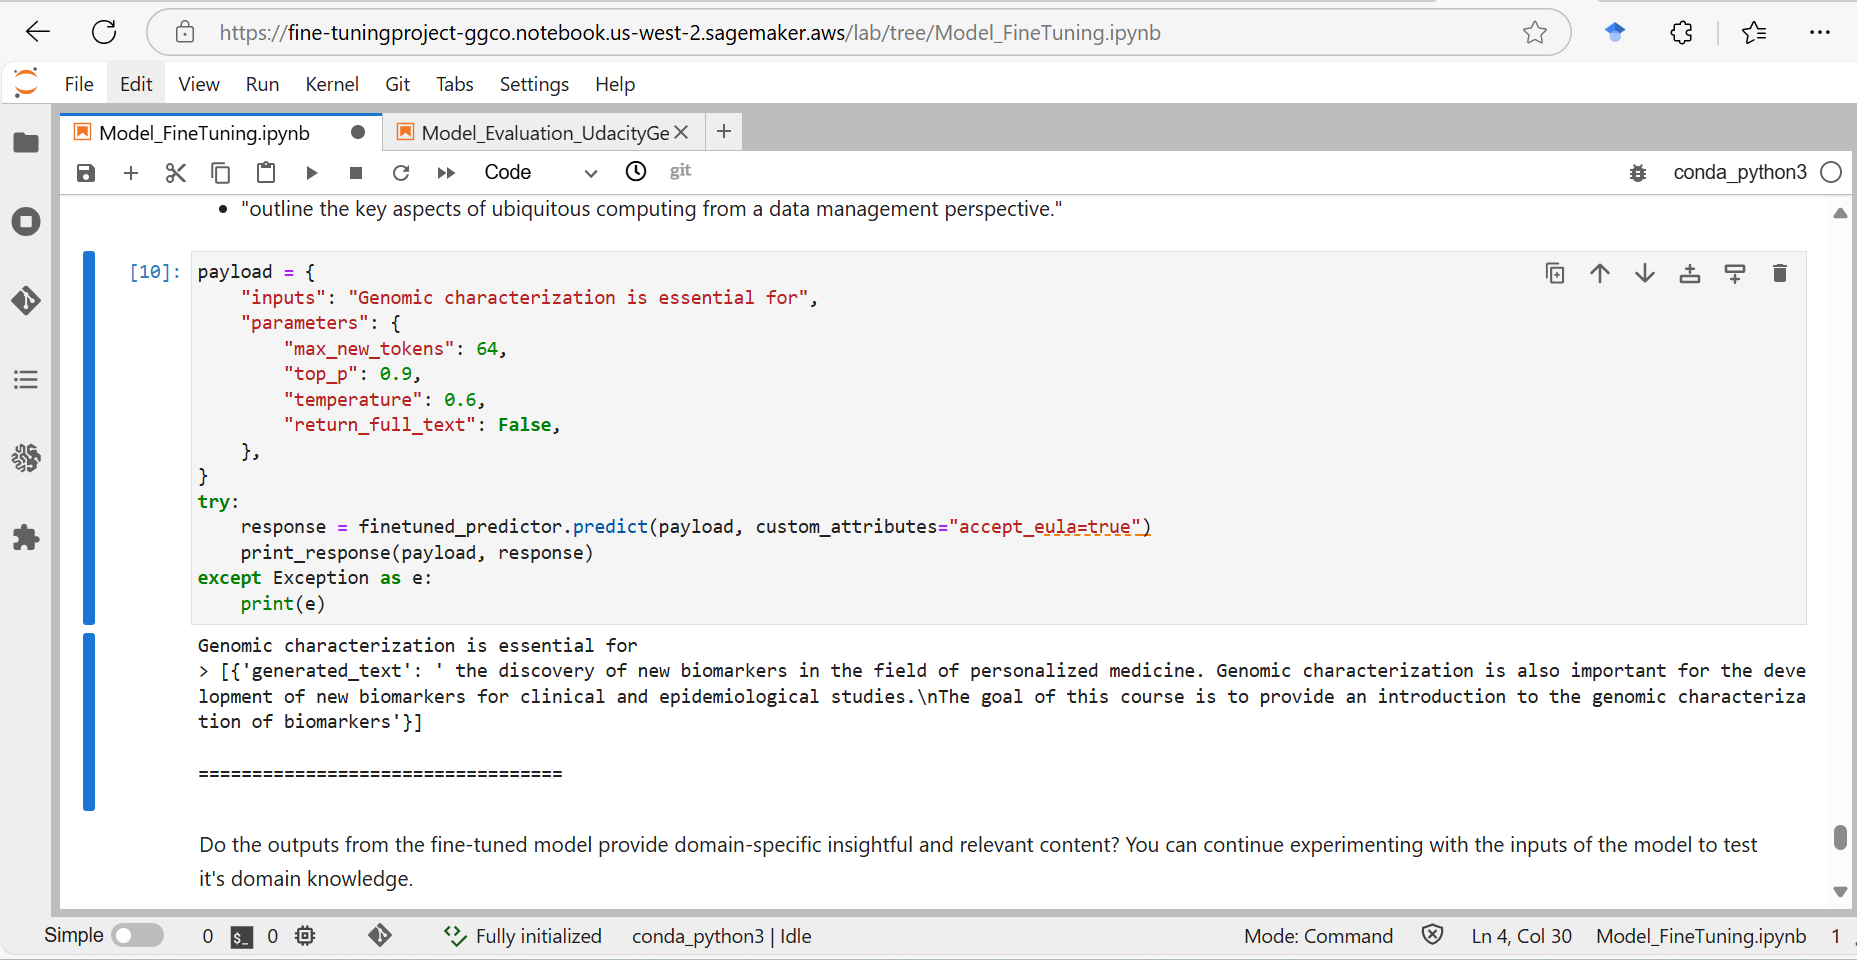 https://fine-tuningproject-ggco.notebook.us-west-2.sagemaker.aws/lab/tree/Model_FineTuning.ipynb
File Edit View Run Kernel Git Tabs Settings Help
Model_FineTuning.ipynb Model_Evaluation_UdacityGe
Code git conda_python3
"outline the key aspects of ubiquitous computing from a data management perspective."
[10]: payload = {
"inputs": "Genomic characterization is essential for",
"parameters": {
"max_new_tokens": 64,
"top_p": 0.9,
"temperature": 0.6,
"return_full_text": False,
},
}
try:
response = finetuned_predictor.predict(payload, custom_attributes="accept_eula=true")
print_response(payload, response)
except Exception as e:
print(e)
Genomic characterization is essential for
> [{'generated_text': ' the discovery of new biomarkers in the field of personalized medicine. Genomic characterization is also important for the deve
lopment of new biomarkers for clinical and epidemiological studies.\nThe goal of this course is to provide an introduction to the genomic characteriza
tion of biomarkers'}]
==================================
Do the outputs from the fine-tuned model provide domain-specific insightful and relevant content? You can continue experimenting with the inputs of the model to test
it's domain knowledge.
Simple 0 $_ 0 Fully initialized conda_python3 | Idle Mode: Command Ln 4, Col 30 Model_FineTuning.ipynb 1